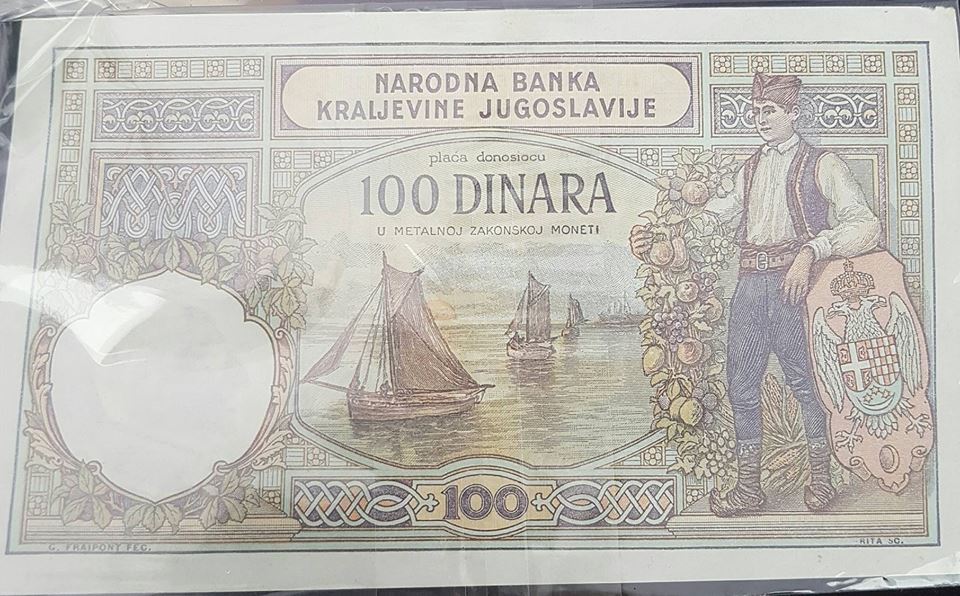 NARODNA BANKA
KRALJEVINE JUGOSLAVIJE
plaća donosiocu
100 DINARA
U METALNOJ ZAKONSKOJ MONETI
100
G. FRAIPONT FEC.
RITA SC.